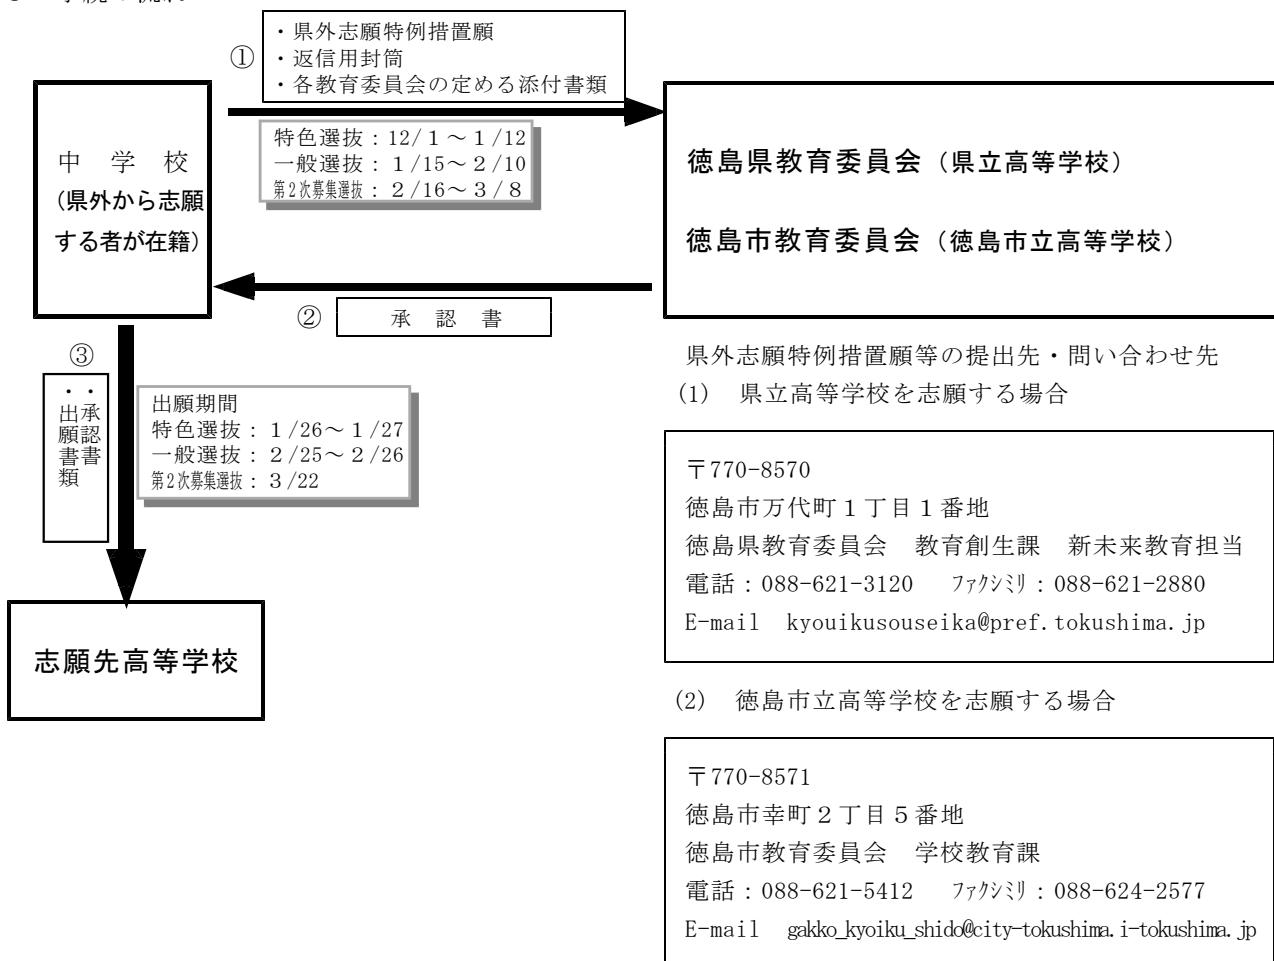 ①
・県外志願特例措置願
・返信用封筒
・各教育委員会の定める添付書類
特色選抜：12/１～１/12
一般選抜：１/15～２/10
第２次募集選抜：２/16～３/８
中　学　校
（県外から志願
する者が在籍）
徳島県教育委員会（県立高等学校）
徳島市教育委員会（徳島市立高等学校）
②
承　認　書
③
・承認書
・出願書類
出願期間
特色選抜：１/26～１/27
一般選抜：２/25～２/26
第２次募集選抜：３/22
志願先高等学校
県外志願特例措置願等の提出先・問い合わせ先
(1)　県立高等学校を志願する場合
〒770-8570
徳島市万代町１丁目１番地
徳島県教育委員会　教育創生課　新未来教育担当
電話：088-621-3120　ﾌｧｸｼﾐﾘ：088-621-2880
E-mail　kyouikusouseika@pref.tokushima.jp
(2)　徳島市立高等学校を志願する場合
〒770-8571
徳島市幸町２丁目５番地
徳島市教育委員会　学校教育課
電話：088-621-5412　ﾌｧｸｼﾐﾘ：088-624-2577
E-mail　gakko_kyoiku_shido@city-tokushima.i-tokushima.jp